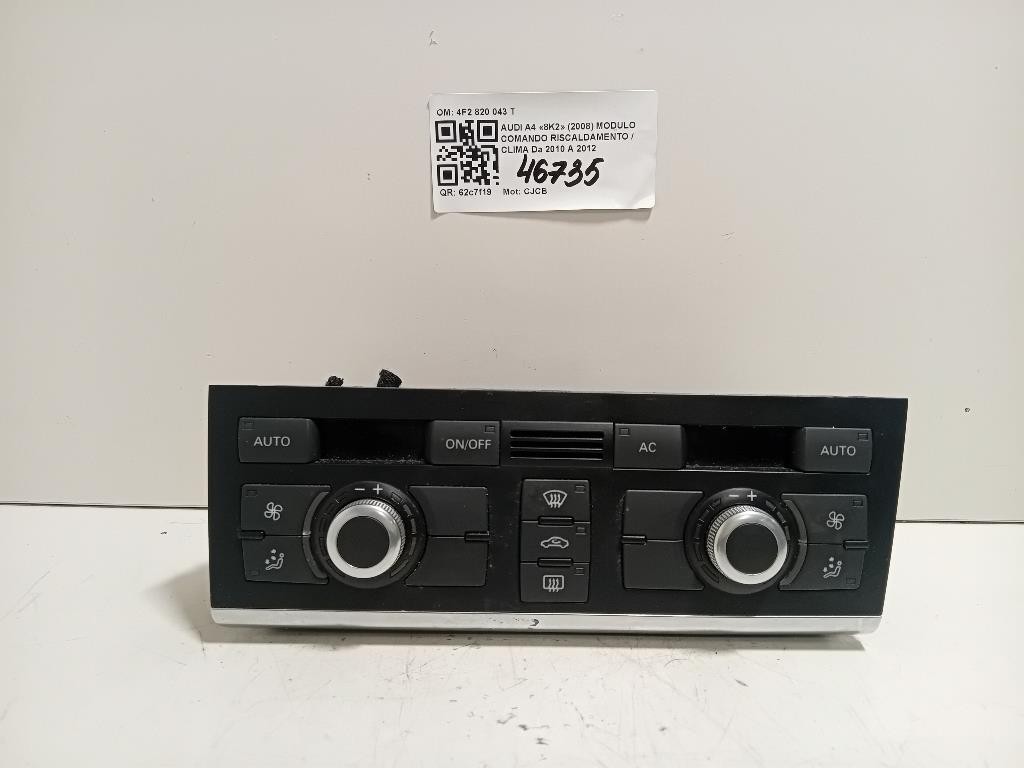 OM: 4F2 820 043 T
AUDI A4 «8K2» (2008) MODULO
COMANDO RISCALDAMENTO /
CLIMA Da 2010 A 2012
46735
QR: 62c7f19 Mot: CJCB
AUTO ON/OFF AC AUTO
- + - +